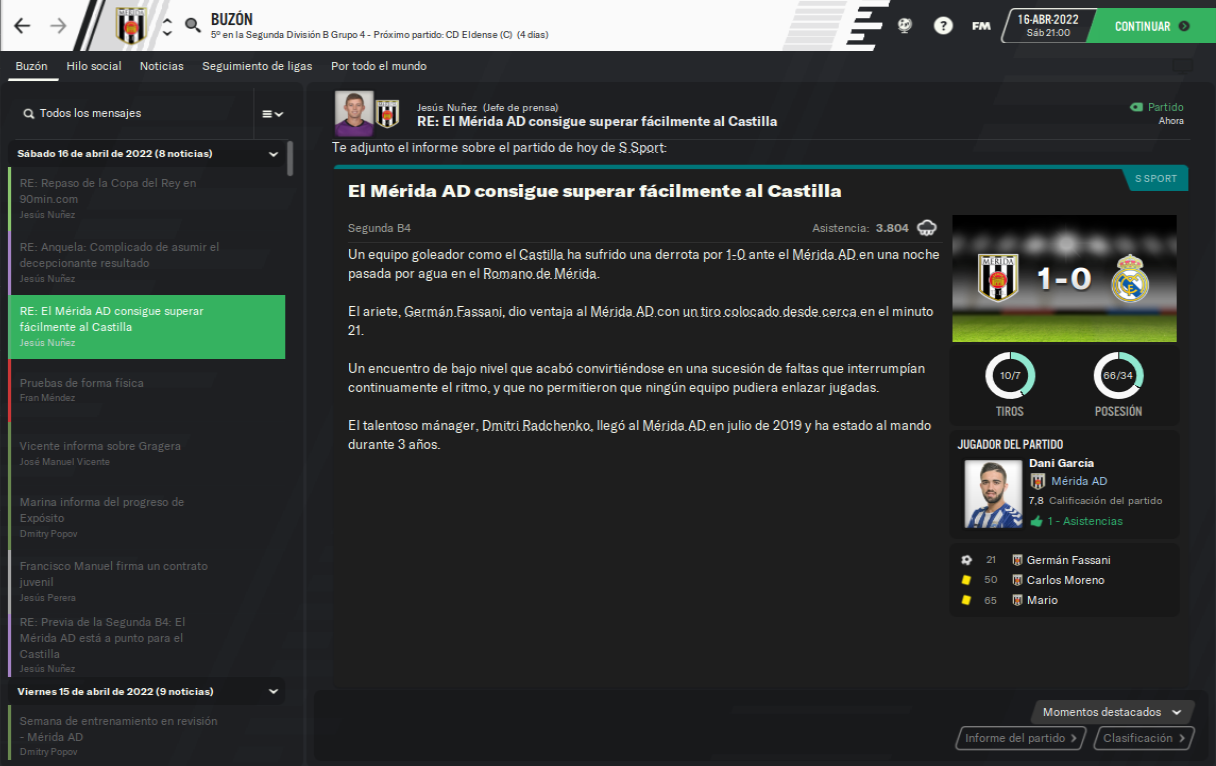 BUZÓN
5º en la Segunda División B Grupo 4 - Próximo partido: CD Eldense (C) (4 días)
?
FM
16-ABR-2022
Sáb 21:00
CONTINUAR
Buzón Hilo social Noticias Seguimiento de ligas Por todo el mundo
Todos los mensajes
Sábado 16 de abril de 2022 (8 noticias)
RE: Repaso de la Copa del Rey en
90min.com
Jesús Nuñez
RE: Anquela: Complicado de asumir el
decepcionante resultado
Jesús Nuñez
RE: El Mérida AD consigue superar
fácilmente al Castilla
Jesús Nuñez
Pruebas de forma física
Fran Méndez
Vicente informa sobre Gragera
José Manuel Vicente
Marina informa del progreso de
Expósito
Dmitry Popov
Francisco Manuel firma un contrato
juvenil
Jesús Perera
RE: Previa de la Segunda B4: El
Mérida AD está a punto para el
Castilla
Jesús Nuñez
Viernes 15 de abril de 2022 (9 noticias)
Semana de entrenamiento en revisión
- Mérida AD
Dmitry Popov
Jesús Nuñez (Jefe de prensa)
RE: El Mérida AD consigue superar fácilmente al Castilla
Partido
Ahora
Te adjunto el informe sobre el partido de hoy de S.Sport:
S SPORT
El Mérida AD consigue superar fácilmente al Castilla
Segunda B4
Asistencia: 3.804
Un equipo goleador como el Castilla ha sufrido una derrota por 1-0 ante el Mérida AD en una noche
pasada por agua en el Romano de Mérida.
El ariete, Germán Fassani, dio ventaja al Mérida AD con un tiro colocado desde cerca en el minuto
21.
Un encuentro de bajo nivel que acabó convirtiéndose en una sucesión de faltas que interrumpían
continuamente el ritmo, y que no permitieron que ningún equipo pudiera enlazar jugadas.
El talentoso mánager, Dmitri Radchenko, llegó al Mérida AD en julio de 2019 y ha estado al mando
durante 3 años.
MÉRIDA
1-0
10/7
66/34
TIROS
POSESIÓN
JUGADOR DEL PARTIDO
Dani García
Mérida AD
7,8 Calificación del partido
1 - Asistencias
21 Germán Fassani
50 Carlos Moreno
65 Mario
Momentos destacados
Informe del partido
Clasificación